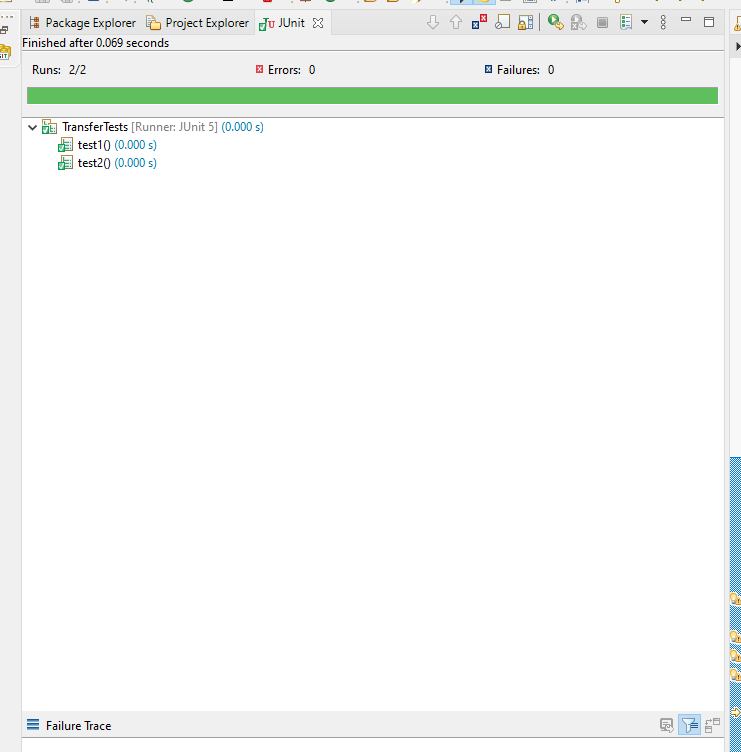 Package Explorer Project Explorer JUnit
Finished after 0.069 seconds
Runs: 2/2 Errors: 0 Failures: 0
TransferTests [Runner: JUnit 5] (0.000 s)
test1() (0.000 s)
test2() (0.000 s)
Failure Trace